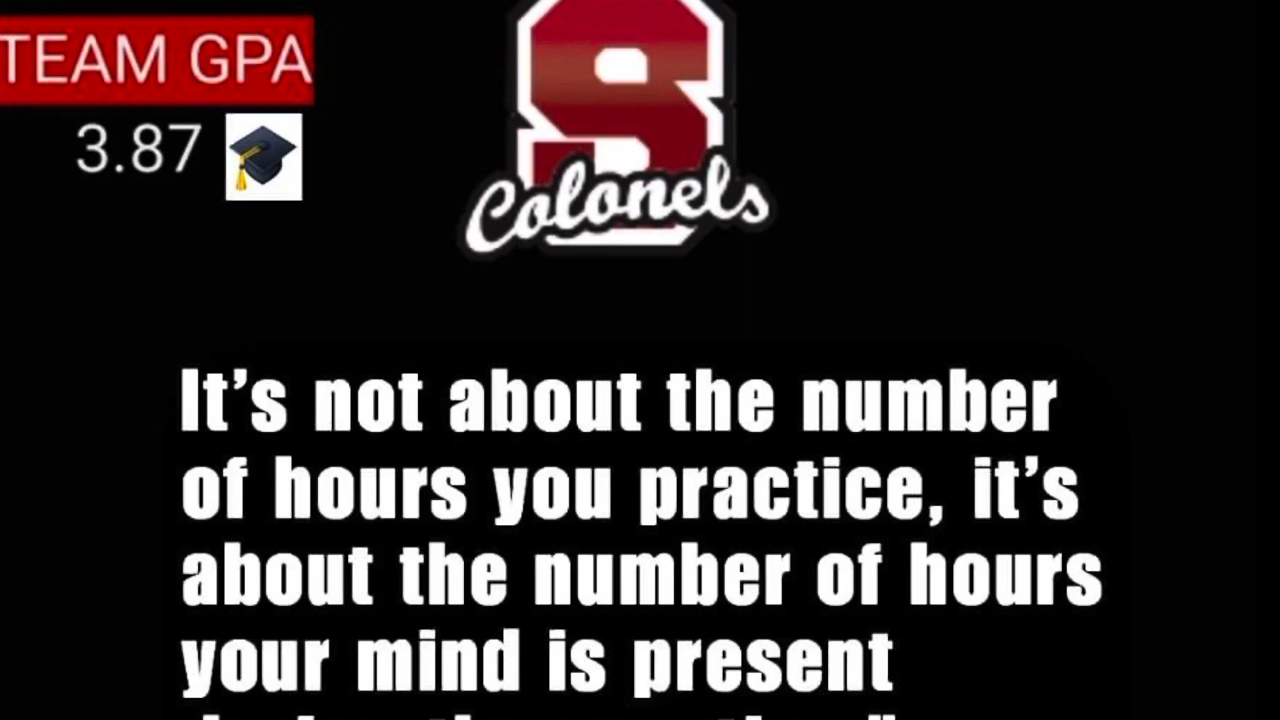 TEAM GPA
3.87
S
Colonels
It’s not about the number
of hours you practice, it’s
about the number of hours
your mind is present